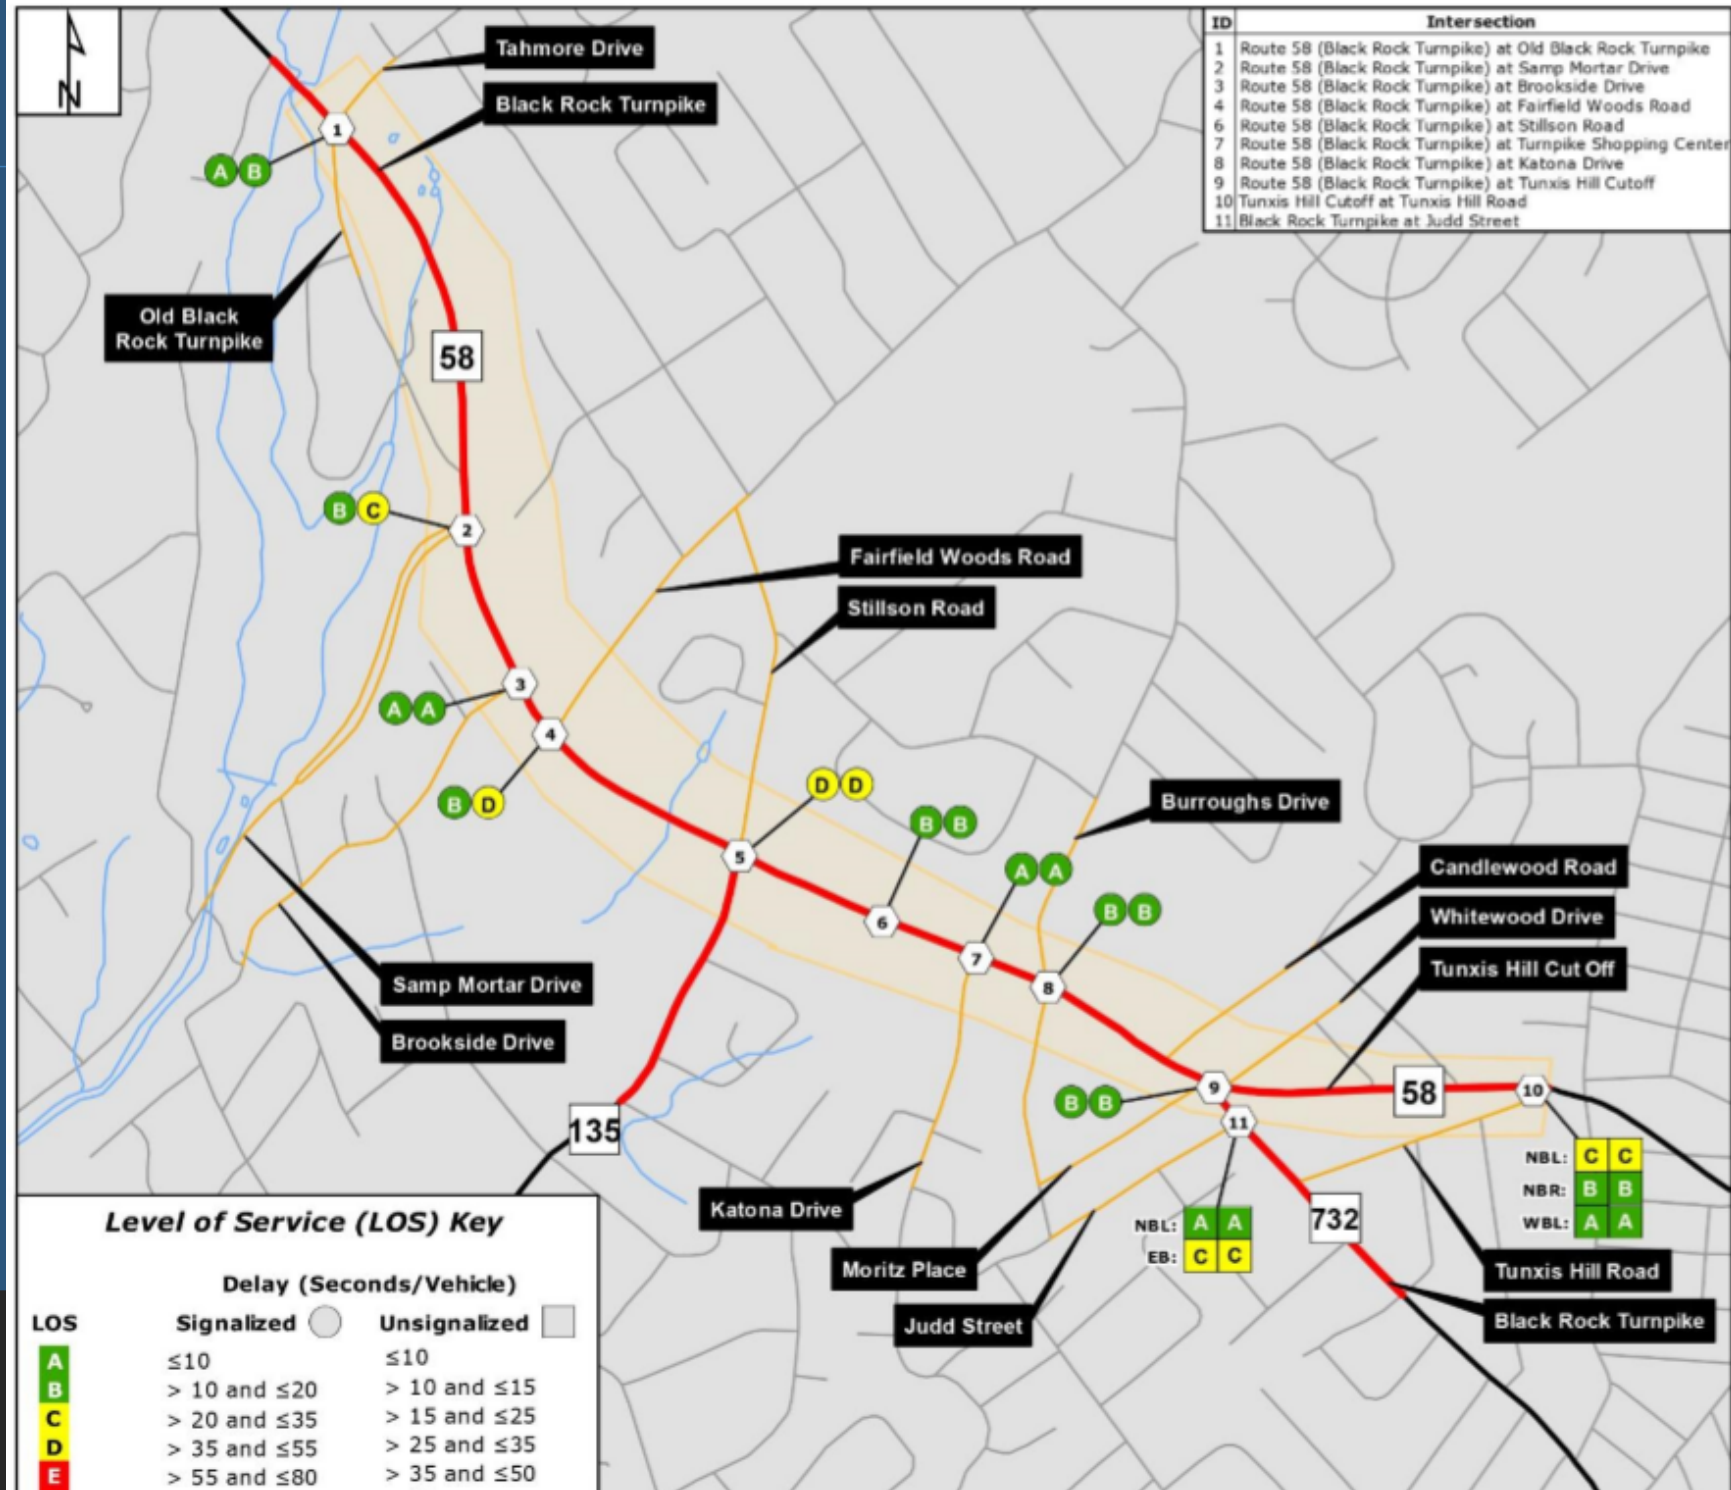 N
ID Intersection
1 Route 58 (Black Rock Turnpike) at Old Black Rock Turnpike
2 Route 58 (Black Rock Turnpike) at Samp Mortar Drive
3 Route 58 (Black Rock Turnpike) at Brookside Drive
4 Route 58 (Black Rock Turnpike) at Fairfield Woods Road
6 Route 58 (Black Rock Turnpike) at Stillson Road
7 Route 58 (Black Rock Turnpike) at Turnpike Shopping Center
8 Route 58 (Black Rock Turnpike) at Katona Drive
9 Route 58 (Black Rock Turnpike) at Tunxis Hill Cutoff
10 Tunxis Hill Cutoff at Tunxis Hill Road
11 Black Rock Turnpike at Judd Street
Tahmore Drive
Black Rock Turnpike
1
A B
Old Black
Rock Turnpike
58
B C
2
Fairfield Woods Road
Stillson Road
3
A A
4
B D
D D
5
B B
6
Burroughs Drive
A A
7
B B
8
Candlewood Road
Whitewood Drive
Tunxis Hill Cut Off
Samp Mortar Drive
Brookside Drive
135
B B
9
58
10
11
NBL: C C
NBR: B B
WBL: A A
Katona Drive
Moritz Place
Judd Street
NBL: A A
EB: C C
732
Tunxis Hill Road
Black Rock Turnpike
Level of Service (LOS) Key
Delay (Seconds/Vehicle)
LOS Signalized Unsignalized
A ≤10 ≤10
B > 10 and ≤20 > 10 and ≤15
C > 20 and ≤35 > 15 and ≤25
D > 35 and ≤55 > 25 and ≤35
E > 55 and ≤80 > 35 and ≤50